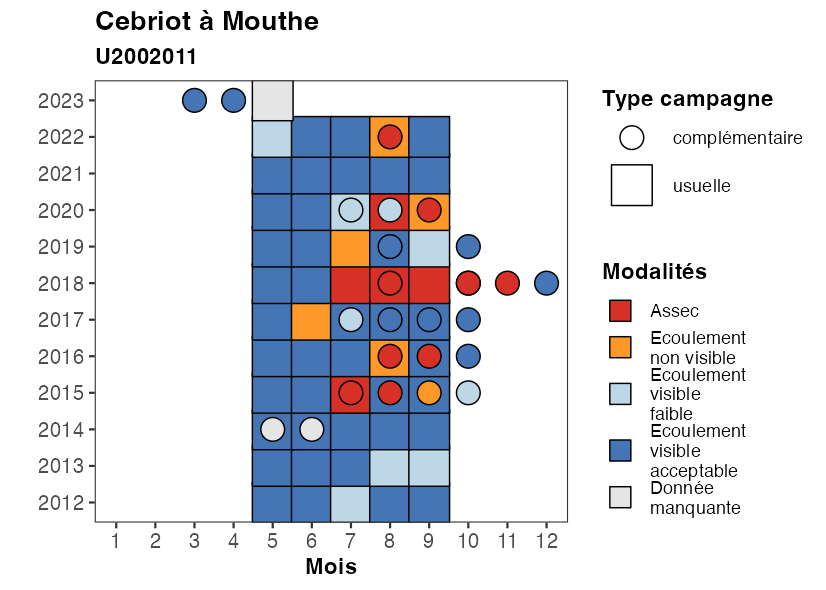 Cebriot à Mouthe
U2002011
2023
2022
2021
2020
2019
2018
2017
2016
2015
2014
2013
2012
1 2 3 4 5 6 7 8 9 10 11 12
Mois
Type campagne
complémentaire
usuelle
Modalités
Assec
Ecoulement
non visible
Ecoulement
visible
faible
Ecoulement
visible
acceptable
Donnée
manquante